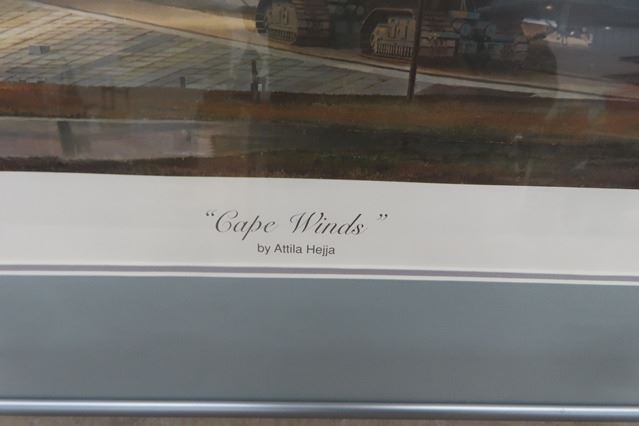 “Cape Winds”
by Attila Hejja